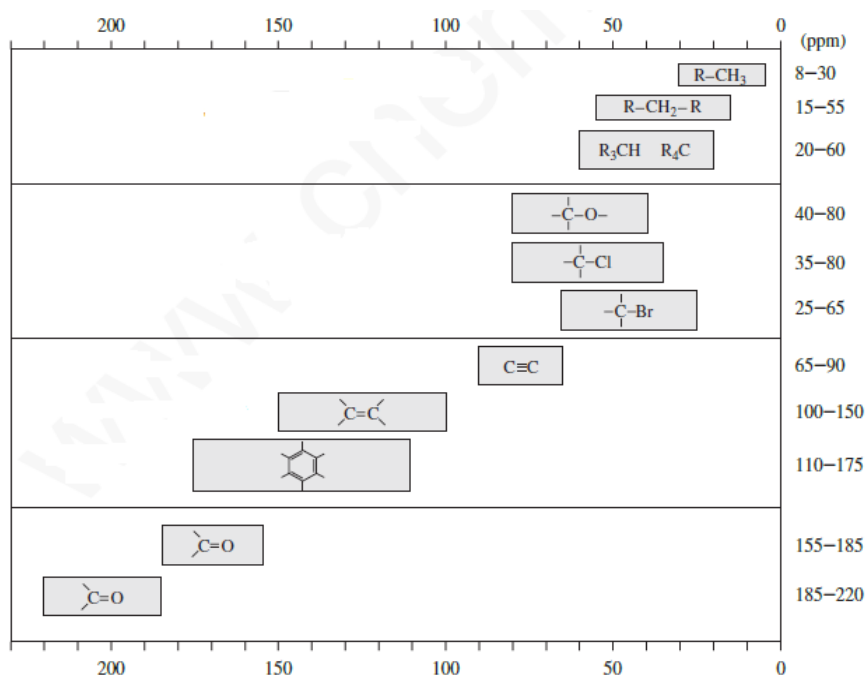 200 150 100 50 0
(ppm)
R–CH3 8–30
R–CH2–R 15–55
R3CH R4C 20–60
–C–O– 40–80
–C–Cl 35–80
–C–Br 25–65
C≡C 65–90
C=C 100–150
110–175
C=O 155–185
C=O 185–220
200 150 100 50 0